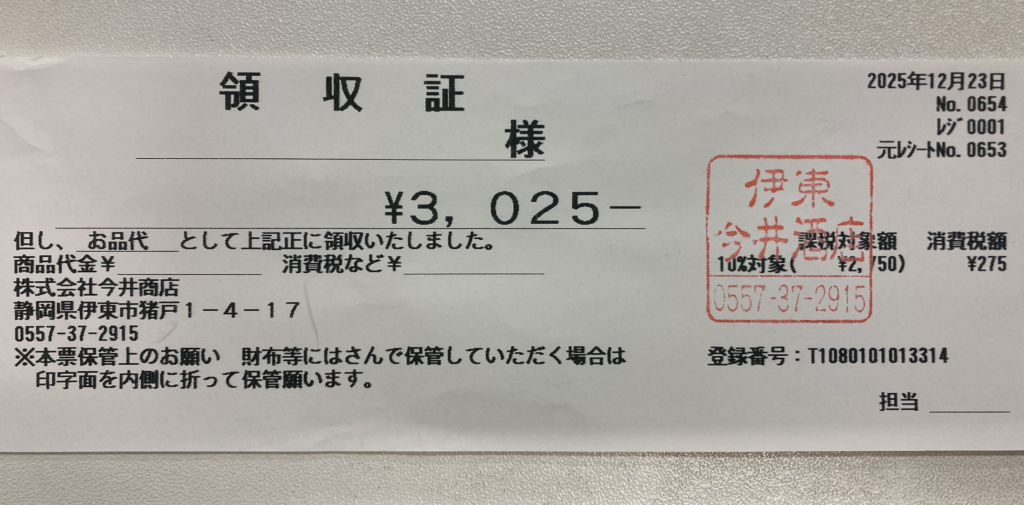 領 収 証
2025年12月23日
No. 0654
ﾚｼﾞ0001
元ﾚｼｰﾄNo. 0653
様
¥3, 025－
伊東
今井酒店
0557-37-2915
但し、 お品代 として上記正に領収いたしました。
商品代金￥ 消費税など￥
株式会社今井商店
静岡県伊東市猪戸１－４－１７
0557-37-2915
※本票保管上のお願い 財布等にはさんで保管していただく場合は
印字面を内側に折って保管願います。
課税対象額 消費税額
10%対象( ¥2,750) ¥275
登録番号：T1080101013314
担当